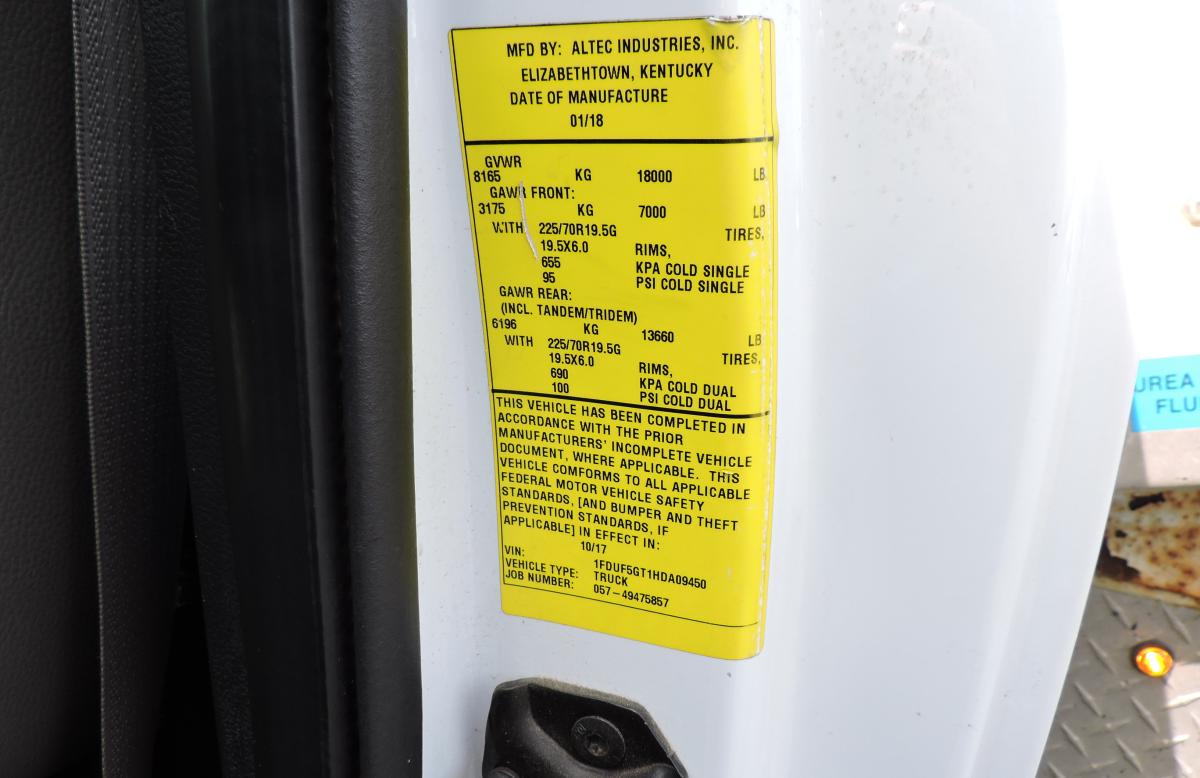 MFD BY: ALTEC INDUSTRIES, INC.
ELIZABETHTOWN, KENTUCKY
DATE OF MANUFACTURE
01/18
GVWR
8165 KG 18000 LB
GAWR FRONT:
3175 KG 7000 LB
WITH 225/70R19.5G TIRES,
19.5X6.0 RIMS,
655 KPA COLD SINGLE
95 PSI COLD SINGLE
GAWR REAR:
(INCL. TANDEM/TRIDEM)
6196 KG 13660 LB
WITH 225/70R19.5G TIRES,
19.5X6.0 RIMS,
690 KPA COLD DUAL
100 PSI COLD DUAL
THIS VEHICLE HAS BEEN COMPLETED IN
ACCORDANCE WITH THE PRIOR
MANUFACTURERS' INCOMPLETE VEHICLE
DOCUMENT, WHERE APPLICABLE. THIS
VEHICLE COMFORMS TO ALL APPLICABLE
FEDERAL MOTOR VEHICLE SAFETY
STANDARDS, [AND BUMPER AND THEFT
PREVENTION STANDARDS, IF
APPLICABLE] IN EFFECT IN:
10/17
VIN: 1FDUF5GT1HDA09450
VEHICLE TYPE: TRUCK
JOB NUMBER: 057-49475857
UREA
FLU